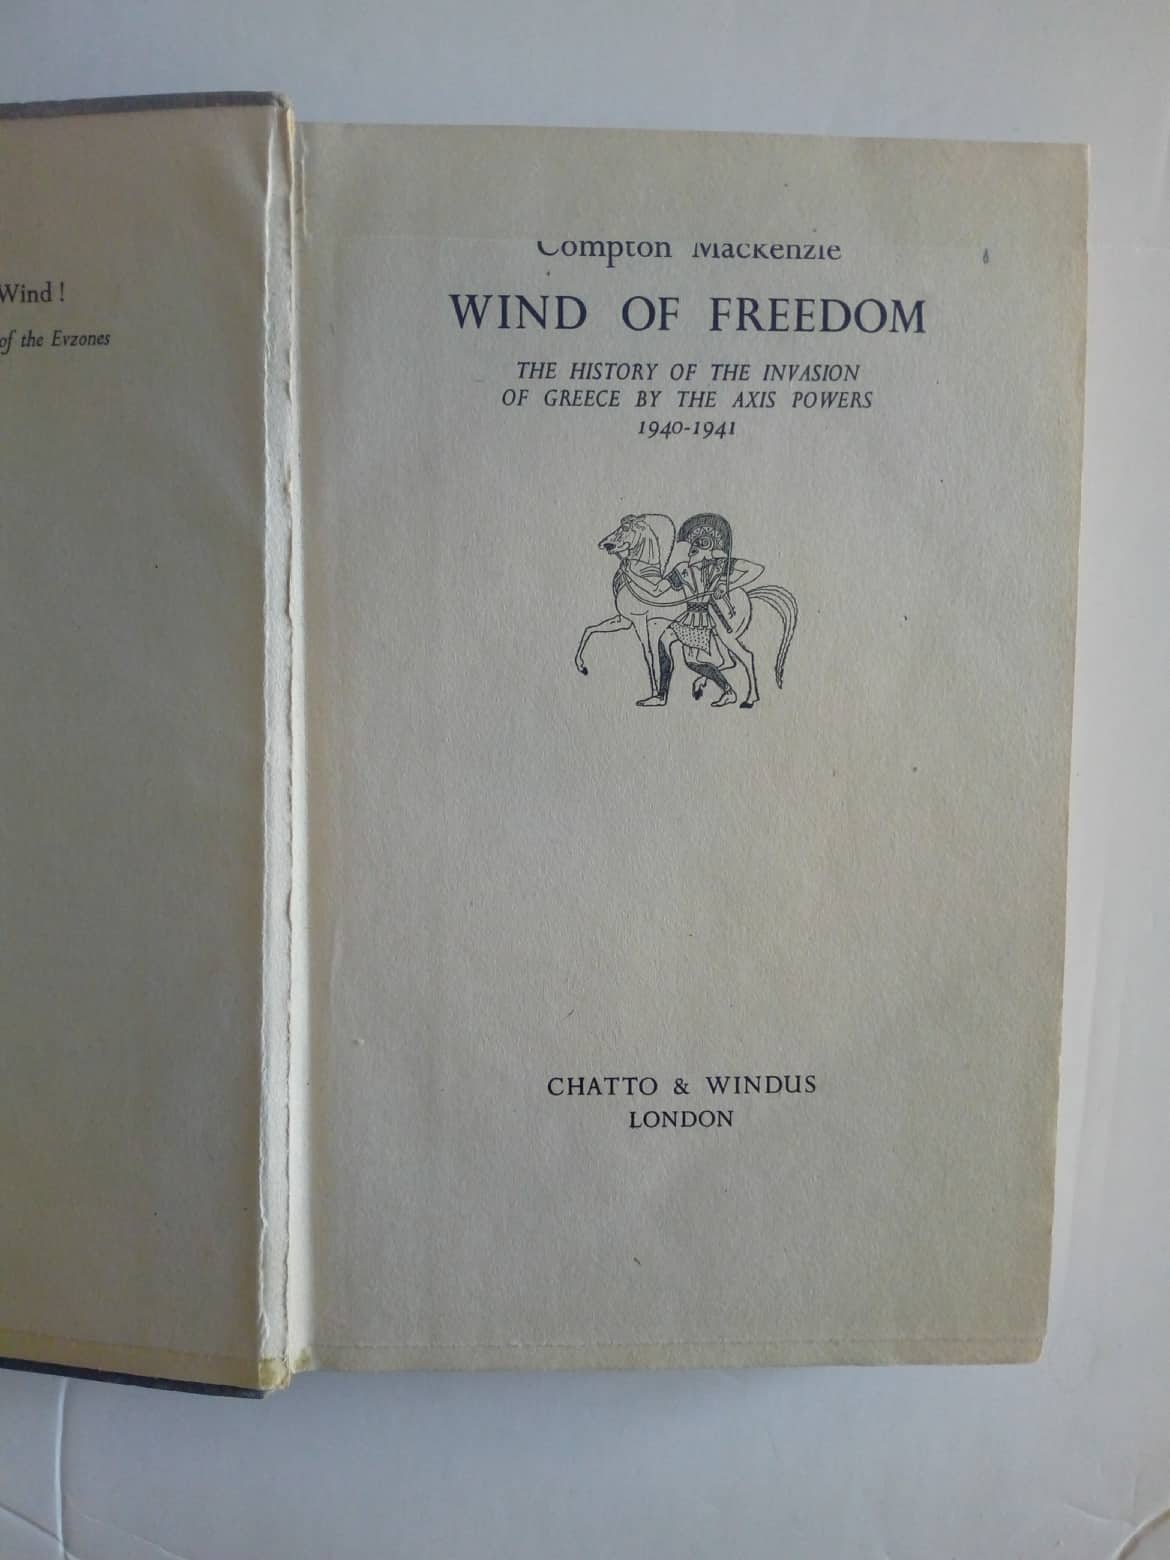 Wind !
of the Evzones
Compton Mackenzie
WIND OF FREEDOM
THE HISTORY OF THE INVASION
OF GREECE BY THE AXIS POWERS
1940-1941
CHATTO & WINDUS
LONDON